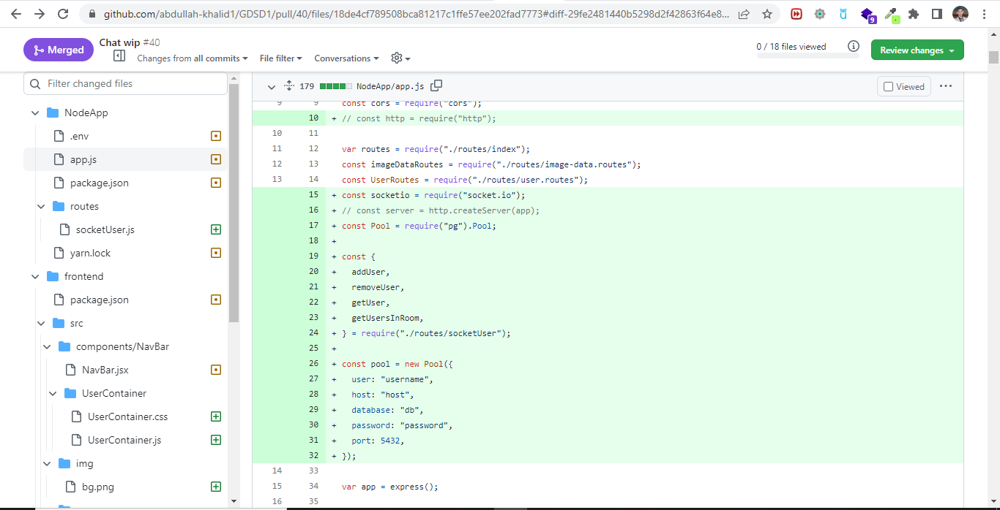 github.com/abdullah-khalid1/GDSD1/pull/40/files/18de4cf789508bca81217c1ffe57ee202fad7773#diff-29fe2481440b5298d2f42863f64e8...
9
Merged
Chat wip #40
Changes from all commits
File filter
Conversations
0 / 18 files viewed
Review changes
Filter changed files
179
NodeApp/app.js
Viewed
NodeApp
.env
app.js
package.json
routes
socketUser.js
yarn.lock
frontend
package.json
src
components/NavBar
NavBar.jsx
UserContainer
UserContainer.css
UserContainer.js
img
bg.png
9 9 const cors = require("cors");
10 + // const http = require("http");
10 11
11 12 var routes = require("./routes/index");
12 13 const imageDataRoutes = require("./routes/image-data.routes");
13 14 const UserRoutes = require("./routes/user.routes");
15 + const socketio = require("socket.io");
16 + // const server = http.createServer(app);
17 + const Pool = require("pg").Pool;
18 +
19 + const {
20 + addUser,
21 + removeUser,
22 + getUser,
23 + getUsersInRoom,
24 + } = require("./routes/socketUser");
25 +
26 + const pool = new Pool({
27 + user: "username",
28 + host: "host",
29 + database: "db",
30 + password: "password",
31 + port: 5432,
32 + });
14 33
15 34 var app = express();
16 35